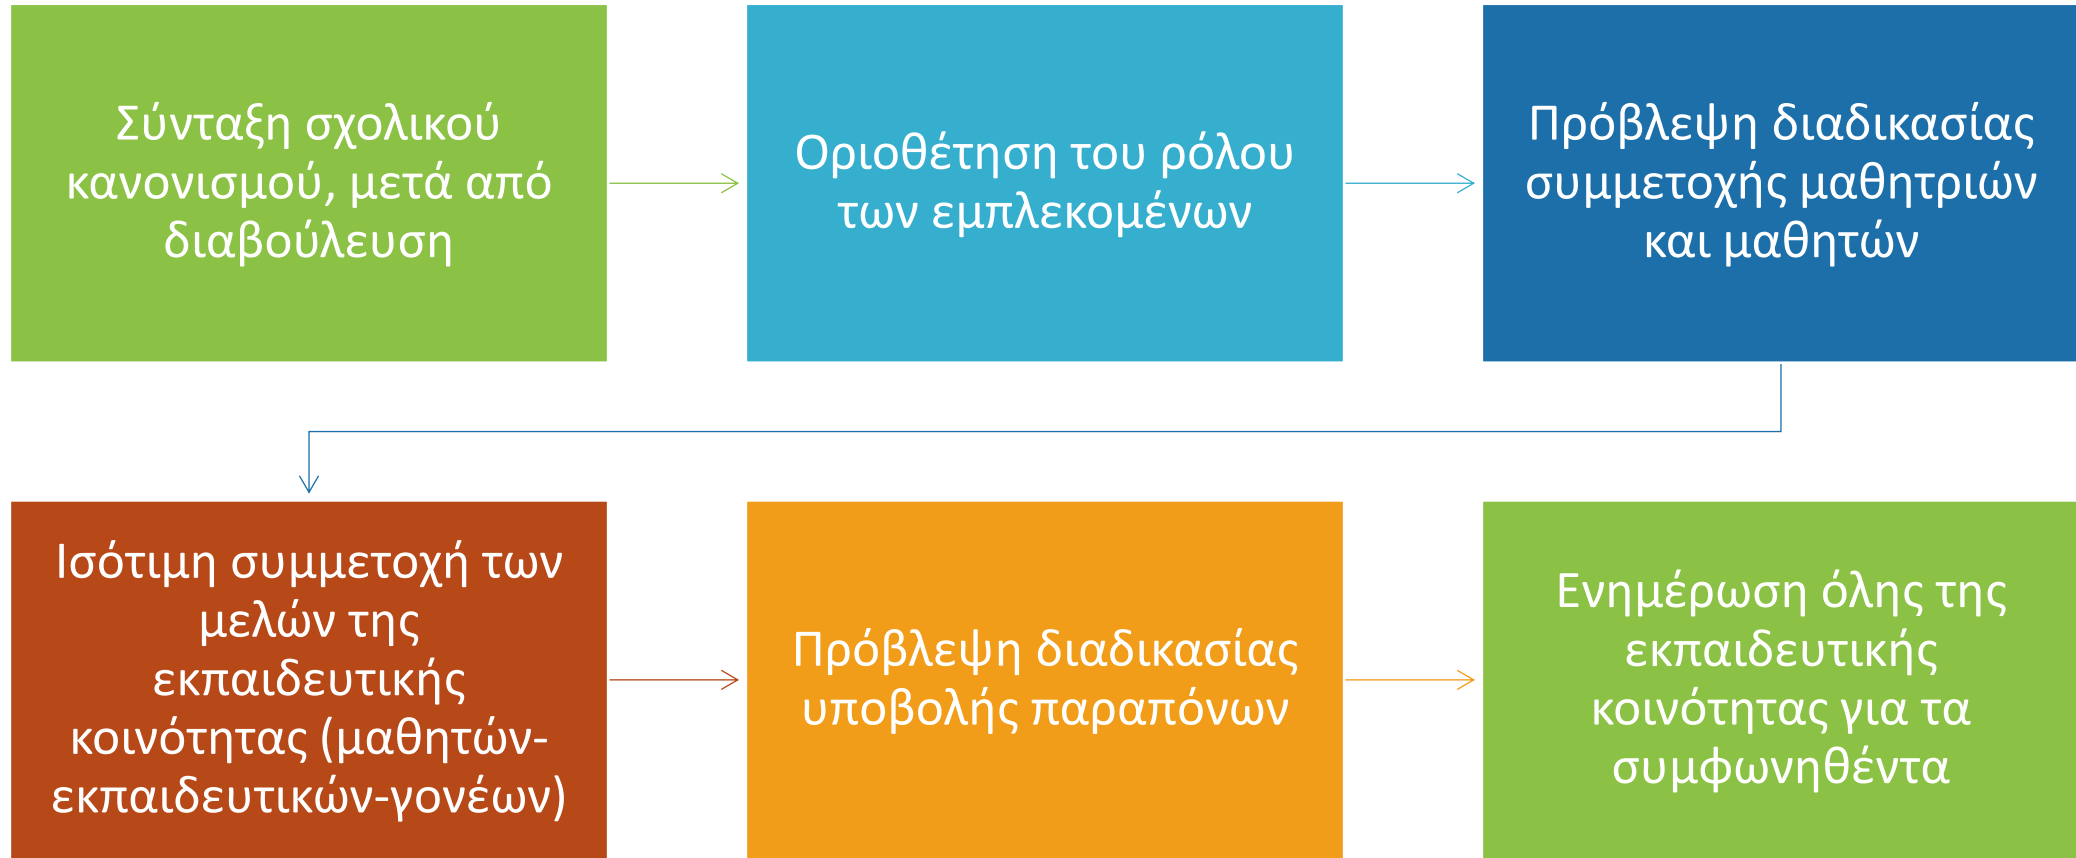 Σύνταξη σχολικού
κανονισμού, μετά από
διαβούλευση
Οριοθέτηση του ρόλου
των εμπλεκομένων
Πρόβλεψη διαδικασίας
συμμετοχής μαθητριών
και μαθητών
Ισότιμη συμμετοχή των
μελών της
εκπαιδευτικής
κοινότητας (μαθητών-
εκπαιδευτικών-γονέων)
Πρόβλεψη διαδικασίας
υποβολής παραπόνων
Ενημέρωση όλης της
εκπαιδευτικής
κοινότητας για τα
συμφωνηθέντα